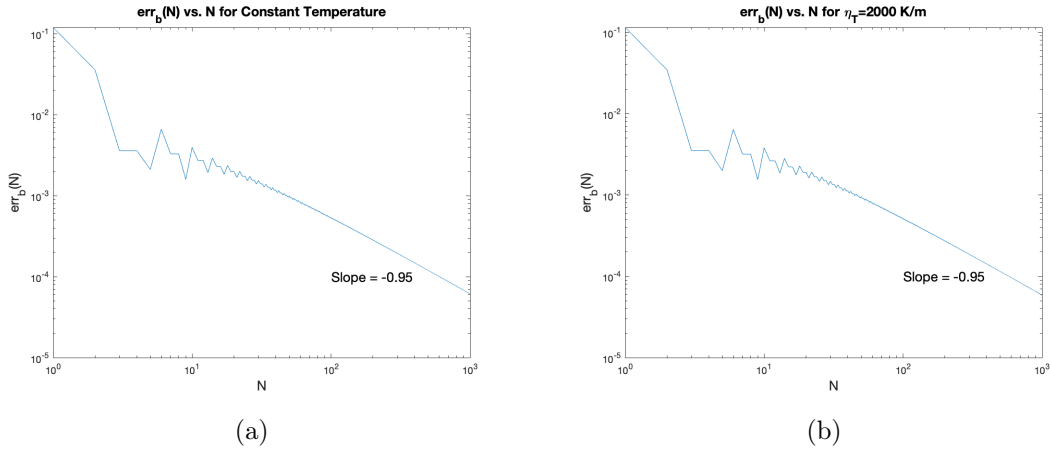 err_b(N) vs. N for Constant Temperature
10^-1
10^-2
10^-3
10^-4
10^-5
err_b(N)
Slope = -0.95
10^0 10^1 10^2 10^3
N
(a)
err_b(N) vs. N for η_T=2000 K/m
10^-1
10^-2
10^-3
10^-4
10^-5
err_b(N)
Slope = -0.95
10^0 10^1 10^2 10^3
N
(b)